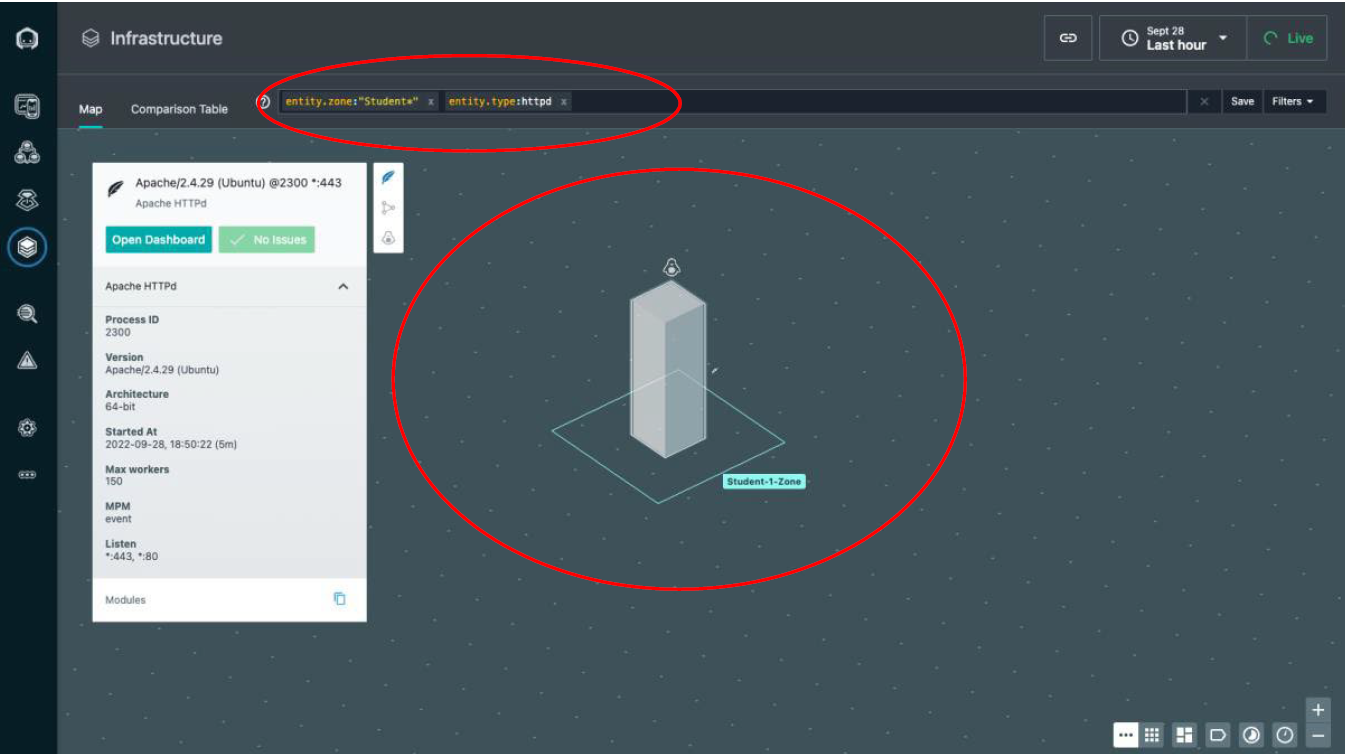 Infrastructure
Sept 28
Last hour
Live
Map
Comparison Table
entity.zone:"Student*" x entity.type:httpd x
Save
Filters
Apache/2.4.29 (Ubuntu) @2300 *:443
Apache HTTPd
Open Dashboard
No Issues
Apache HTTPd
Process ID
2300
Version
Apache/2.4.29 (Ubuntu)
Architecture
64-bit
Started At
2022-09-28, 18:50:22 (5m)
Max workers
150
MPM
event
Listen
*:443, *:80
Modules
Student-1-Zone